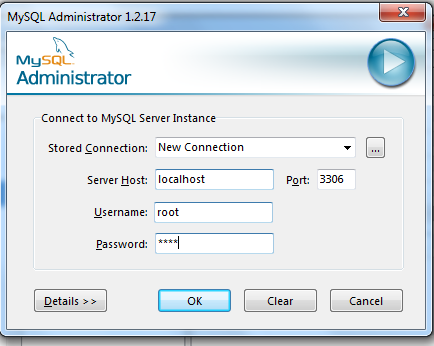 MySQL Administrator 1.2.17
MySQL
Administrator
Connect to MySQL Server Instance
Stored Connection: New Connection ...
Server Host: localhost Port: 3306
Username: root
Password: ****
Details >> OK Clear Cancel